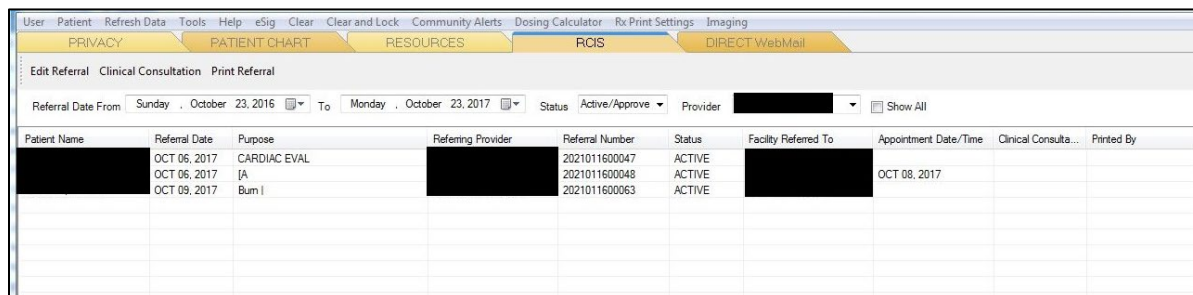 User Patient Refresh Data Tools Help eSig Clear Clear and Lock Community Alerts Dosing Calculator Rx Print Settings Imaging
PRIVACY PATIENT CHART RESOURCES RCIS DIRECT WebMail
Edit Referral Clinical Consultation Print Referral
Referral Date From Sunday , October 23, 2016 To Monday , October 23, 2017 Status Active/Approve Provider Show All
Patient Name Referral Date Purpose Referring Provider Referral Number Status Facility Referred To Appointment Date/Time Clinical Consulta... Printed By
OCT 06, 2017 CARDIAC EVAL 2021011600047 ACTIVE
OCT 06, 2017 [A 2021011600048 ACTIVE OCT 08, 2017
OCT 09, 2017 Burn | 2021011600063 ACTIVE